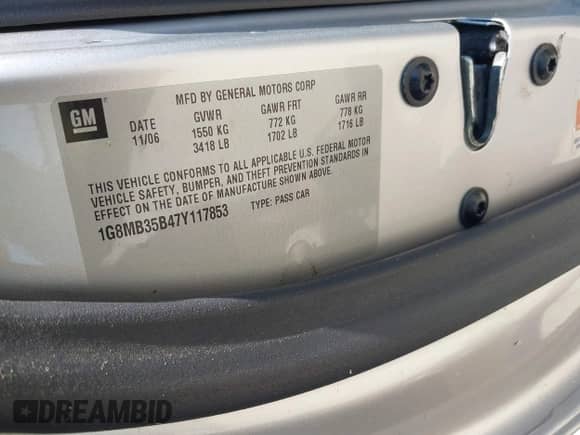 MFD BY GENERAL MOTORS CORP
GM
DATE GVWR GAWR FRT GAWR RR
11/06 1550 KG 772 KG 778 KG
3418 LB 1702 LB 1716 LB
THIS VEHICLE CONFORMS TO ALL APPLICABLE U.S. FEDERAL MOTOR
VEHICLE SAFETY, BUMPER, AND THEFT PREVENTION STANDARDS IN
EFFECT ON THE DATE OF MANUFACTURE SHOWN ABOVE.
1G8MB35B47Y117853 TYPE: PASS CAR
DREAMBID